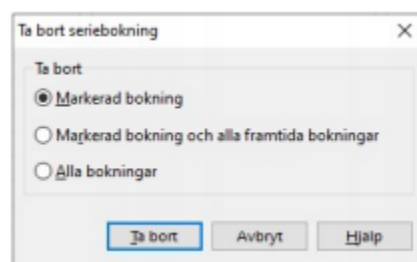 Ta bort seriebokning
Ta bort
Markerad bokning
Markerad bokning och alla framtida bokningar
Alla bokningar
Ta bort
Avbryt
Hjälp